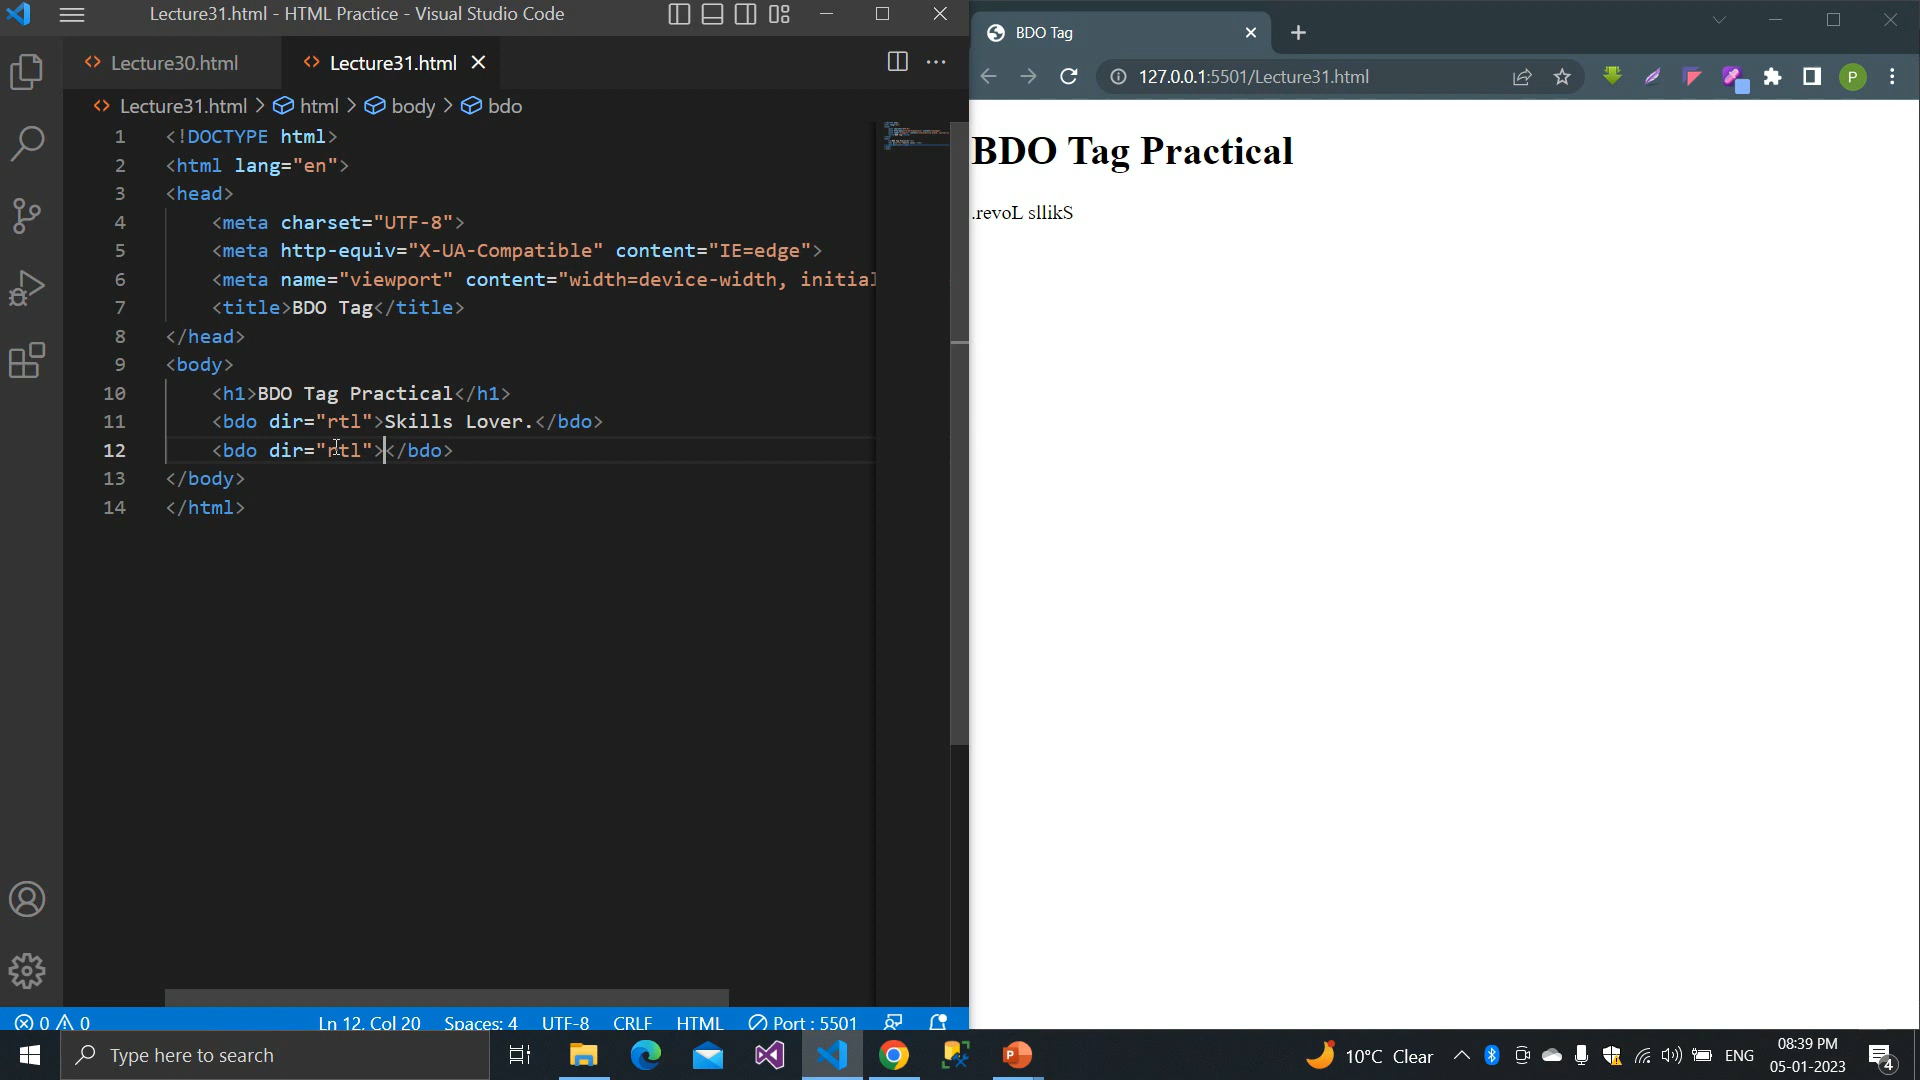 Lecture31.html - HTML Practice - Visual Studio Code
Lecture30.html
Lecture31.html
Lecture31.html > html > body > bdo
1 <!DOCTYPE html>
2 <html lang="en">
3 <head>
4 <meta charset="UTF-8">
5 <meta http-equiv="X-UA-Compatible" content="IE=edge">
6 <meta name="viewport" content="width=device-width, initial
7 <title>BDO Tag</title>
8 </head>
9 <body>
10 <h1>BDO Tag Practical</h1>
11 <bdo dir="rtl">Skills Lover.</bdo>
12 <bdo dir="rtl"></bdo>
13 </body>
14 </html>
0 0 Ln 12, Col 20 Spaces: 4 UTF-8 CRLF HTML Port : 5501
BDO Tag
127.0.0.1:5501/Lecture31.html
P
BDO Tag Practical
.revoL sllikS
Type here to search
10°C Clear
ENG
08:39 PM
05-01-2023
4